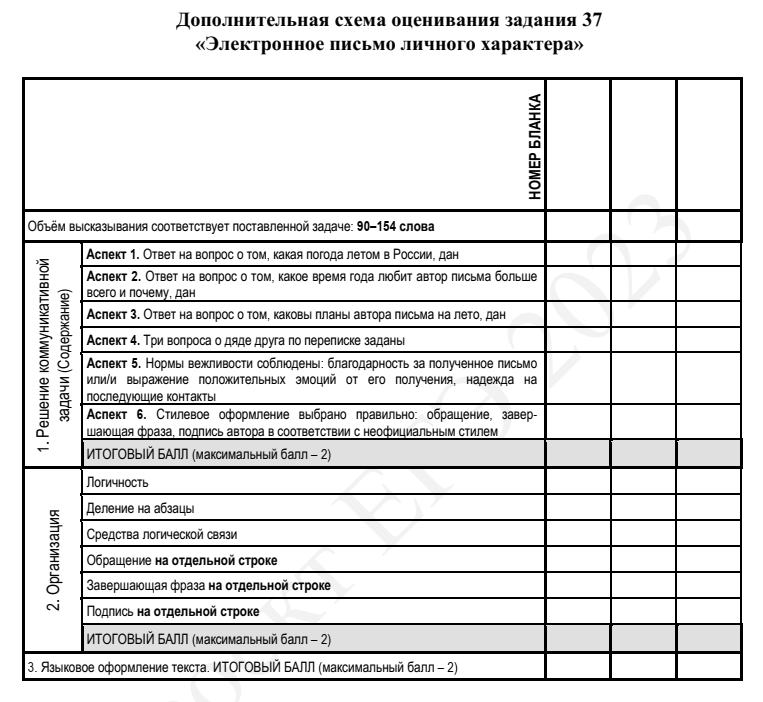 Дополнительная схема оценивания задания 37
«Электронное письмо личного характера»
НОМЕР БЛАНКА
Объём высказывания соответствует поставленной задаче: 90–154 слова
1. Решение коммуникативной
задачи (Содержание)
Аспект 1. Ответ на вопрос о том, какая погода летом в России, дан
Аспект 2. Ответ на вопрос о том, какое время года любит автор письма больше
всего и почему, дан
Аспект 3. Ответ на вопрос о том, каковы планы автора письма на лето, дан
Аспект 4. Три вопроса о дяде друга по переписке заданы
Аспект 5. Нормы вежливости соблюдены: благодарность за полученное письмо
или/и выражение положительных эмоций от его получения, надежда на
последующие контакты
Аспект 6. Стилевое оформление выбрано правильно: обращение, завер-
шающая фраза, подпись автора в соответствии с неофициальным стилем
ИТОГОВЫЙ БАЛЛ (максимальный балл – 2)
2. Организация
Логичность
Деление на абзацы
Средства логической связи
Обращение на отдельной строке
Завершающая фраза на отдельной строке
Подпись на отдельной строке
ИТОГОВЫЙ БАЛЛ (максимальный балл – 2)
3. Языковое оформление текста. ИТОГОВЫЙ БАЛЛ (максимальный балл – 2)
ЕГЭ 2023